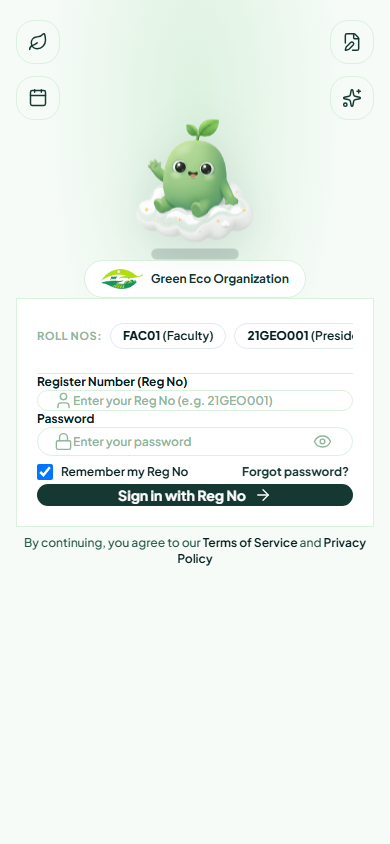 Green Eco Organization
ROLL NOS: FAC01 (Faculty) 21GEO001 (Preside
Register Number (Reg No)
Enter your Reg No (e.g. 21GEO001)
Password
Enter your password
Remember my Reg No Forgot password?
Sign in with Reg No
By continuing, you agree to our Terms of Service and Privacy
Policy